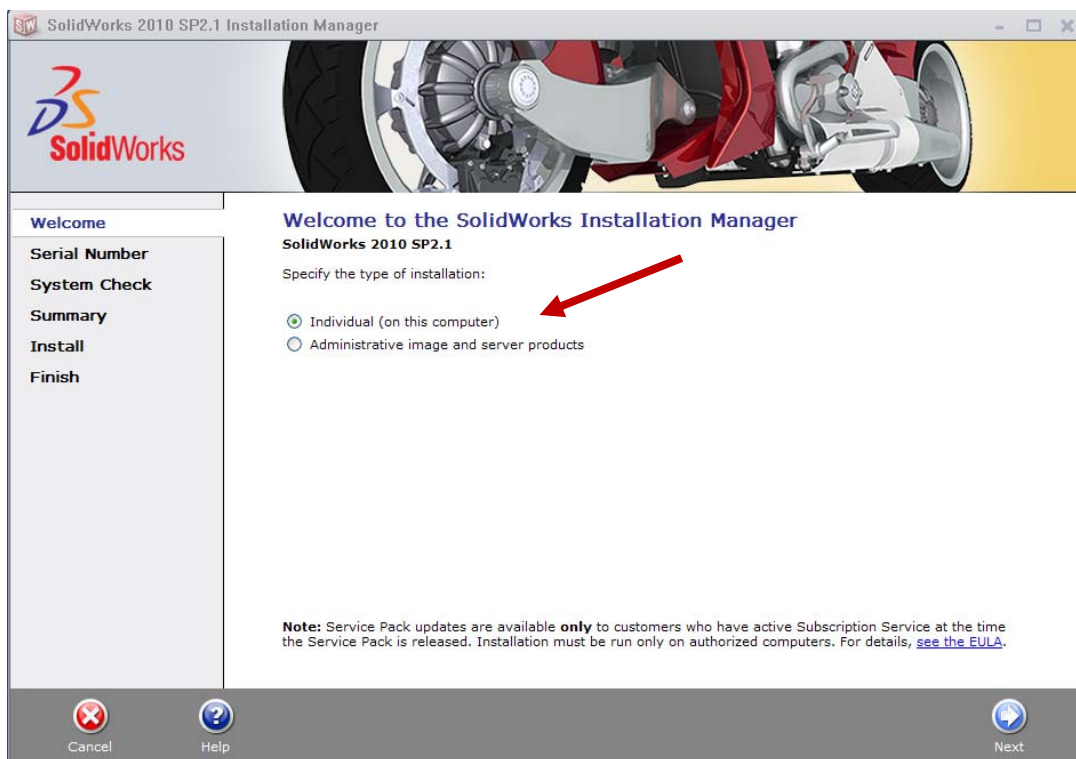 SolidWorks 2010 SP2.1 Installation Manager
SolidWorks
Welcome
Serial Number
System Check
Summary
Install
Finish
Welcome to the SolidWorks Installation Manager
SolidWorks 2010 SP2.1
Specify the type of installation:
Individual (on this computer)
Administrative image and server products
Note: Service Pack updates are available only to customers who have active Subscription Service at the time
the Service Pack is released. Installation must be run only on authorized computers. For details, see the EULA.
Cancel
Help
Next